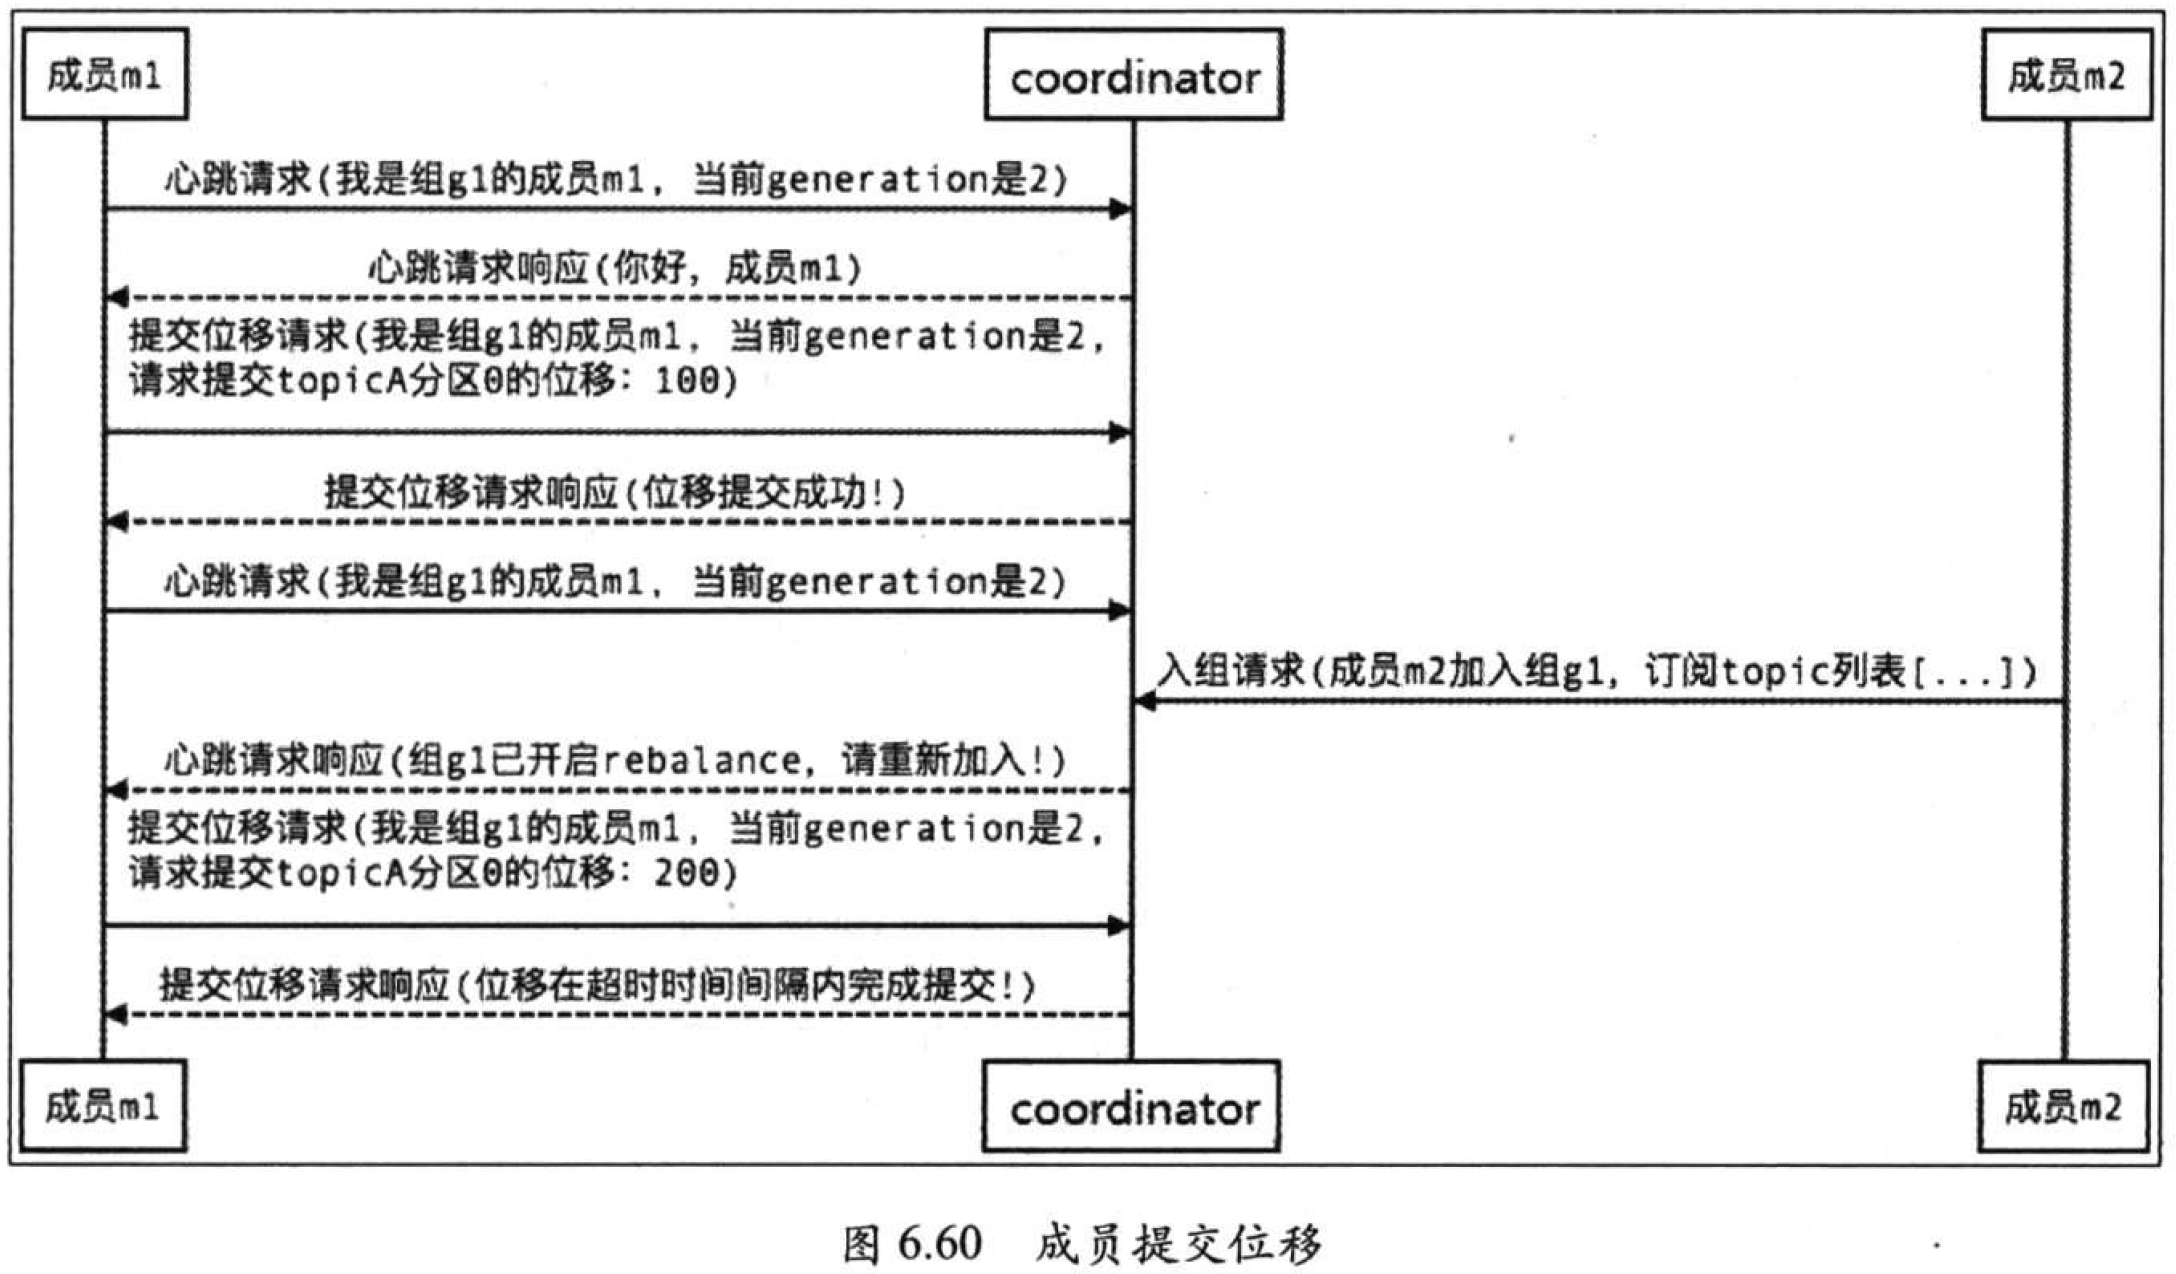 成员m1
coordinator
成员m2
心跳请求(我是组g1的成员m1，当前generation是2)
心跳请求响应(你好，成员m1)
提交位移请求(我是组g1的成员m1，当前generation是2，
请求提交topicA分区0的位移：100)
提交位移请求响应(位移提交成功!)
心跳请求(我是组g1的成员m1，当前generation是2)
入组请求(成员m2加入组g1，订阅topic列表[...])
心跳请求响应(组g1已开启rebalance，请重新加入!)
提交位移请求(我是组g1的成员m1，当前generation是2，
请求提交topicA分区0的位移：200)
提交位移请求响应(位移在超时时间间隔内完成提交!)
成员m1
coordinator
成员m2
图 6.60 成员提交位移